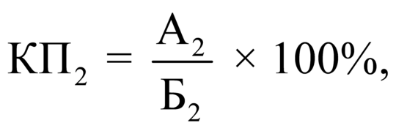 КП₂ = А₂ / Б₂ × 100%,